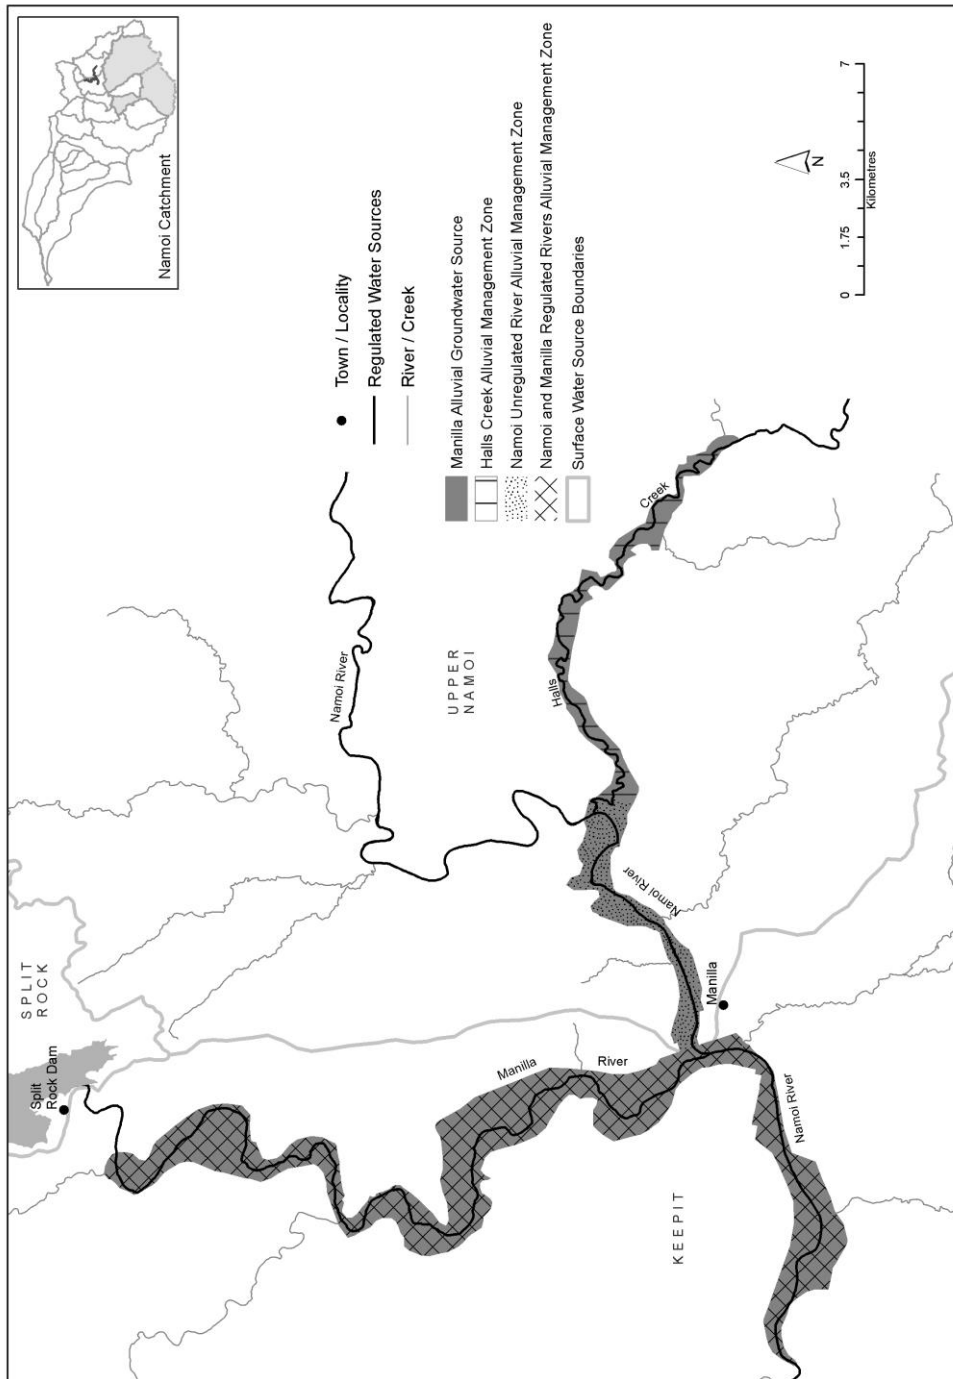 Namoi Catchment
Town / Locality
Regulated Water Sources
River / Creek
Manilla Alluvial Groundwater Source
Halls Creek Alluvial Management Zone
Namoi Unregulated River Alluvial Management Zone
Namoi and Manilla Regulated Rivers Alluvial Management Zone
Surface Water Source Boundaries
N
0 1.75 3.5 7
Kilometres
SPLIT
ROCK
Split
Rock Dam
Namoi River
UPPER
NAMOI
Halls
Creek
Namoi River
Manilla
Manilla
River
Namoi River
KEEPIT